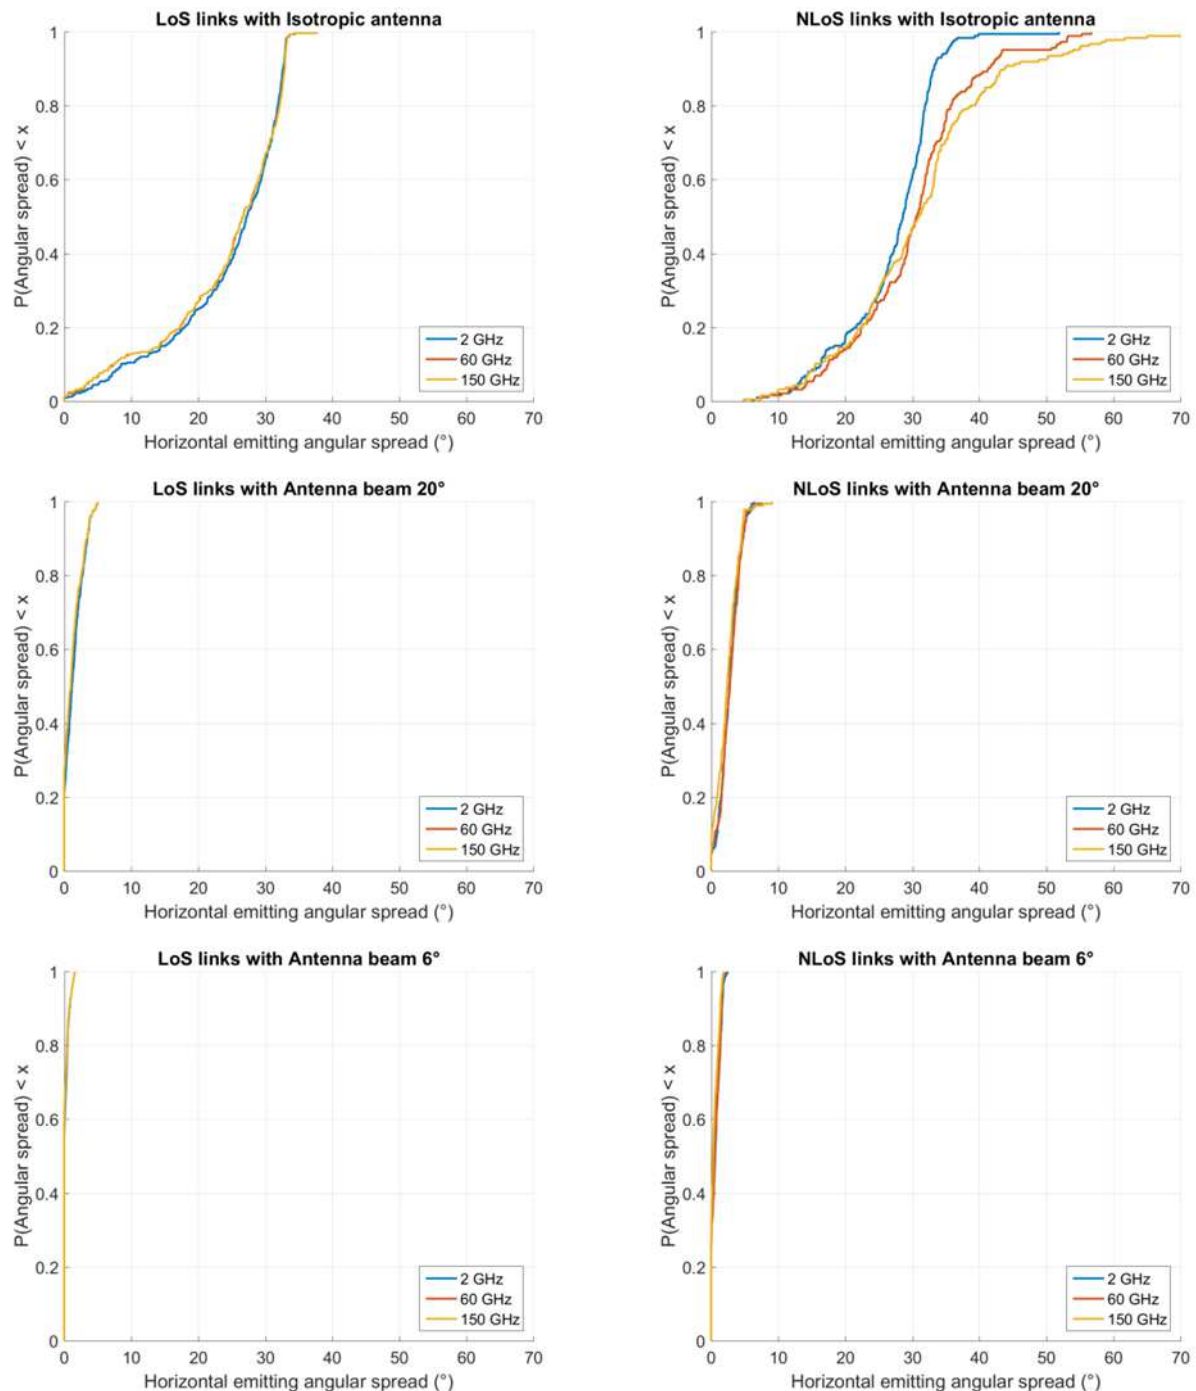 LoS links with Isotropic antenna
1
0.8
0.6
0.4
0.2
0
P(Angular spread) < x
2 GHz
60 GHz
150 GHz
0 10 20 30 40 50 60 70
Horizontal emitting angular spread (°)
NLoS links with Isotropic antenna
1
0.8
0.6
0.4
0.2
0
P(Angular spread) < x
2 GHz
60 GHz
150 GHz
0 10 20 30 40 50 60 70
Horizontal emitting angular spread (°)
LoS links with Antenna beam 20°
1
0.8
0.6
0.4
0.2
0
P(Angular spread) < x
2 GHz
60 GHz
150 GHz
0 10 20 30 40 50 60 70
Horizontal emitting angular spread (°)
NLoS links with Antenna beam 20°
1
0.8
0.6
0.4
0.2
0
P(Angular spread) < x
2 GHz
60 GHz
150 GHz
0 10 20 30 40 50 60 70
Horizontal emitting angular spread (°)
LoS links with Antenna beam 6°
1
0.8
0.6
0.4
0.2
0
P(Angular spread) < x
2 GHz
60 GHz
150 GHz
0 10 20 30 40 50 60 70
Horizontal emitting angular spread (°)
NLoS links with Antenna beam 6°
1
0.8
0.6
0.4
0.2
0
P(Angular spread) < x
2 GHz
60 GHz
150 GHz
0 10 20 30 40 50 60 70
Horizontal emitting angular spread (°)